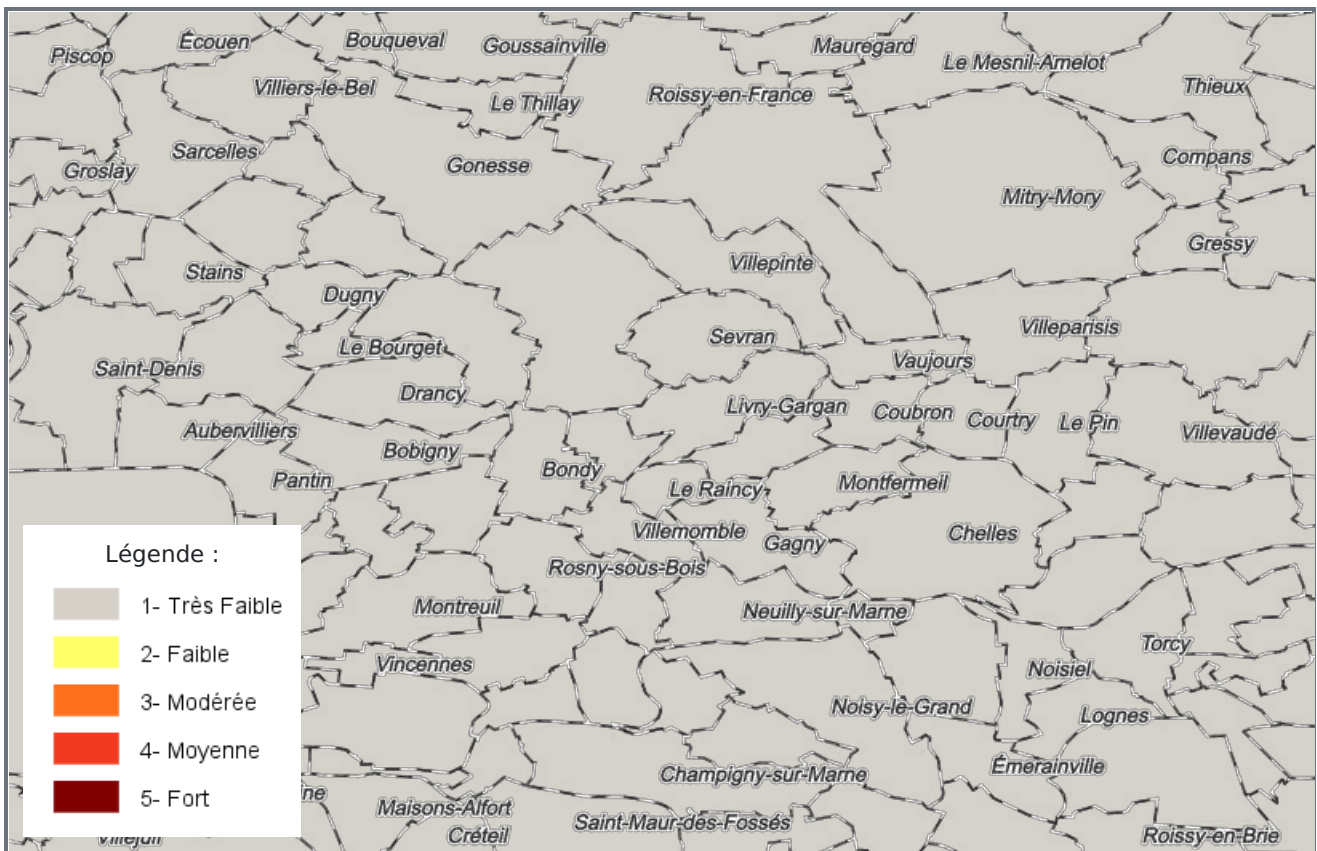 Piscop
Écouen
Bouqueval
Goussainville
Mauregard
Le Mesnil-Amelot
Thieux
Villiers-le-Bel
Le Thillay
Roissy-en-France
Sarcelles
Groslay
Gonesse
Compans
Mitry-Mory
Gressy
Stains
Dugny
Villepinte
Villeparisis
Le Bourget
Sevran
Vaujours
Saint-Denis
Drancy
Livry-Gargan
Coubron
Courtry
Le Pin
Villevaudé
Aubervilliers
Bobigny
Bondy
Pantin
Le Raincy
Montfermeil
Villemomble
Gagny
Chelles
Rosny-sous-Bois
Montreuil
Neuilly-sur-Marne
Torcy
Vincennes
Noisiel
Noisy-le-Grand
Lognes
Champigny-sur-Marne
Émerainville
Maisons-Alfort
Créteil
Saint-Maur-des-Fossés
Roissy-en-Brie
Légende :
1- Très Faible
2- Faible
3- Modérée
4- Moyenne
5- Fort